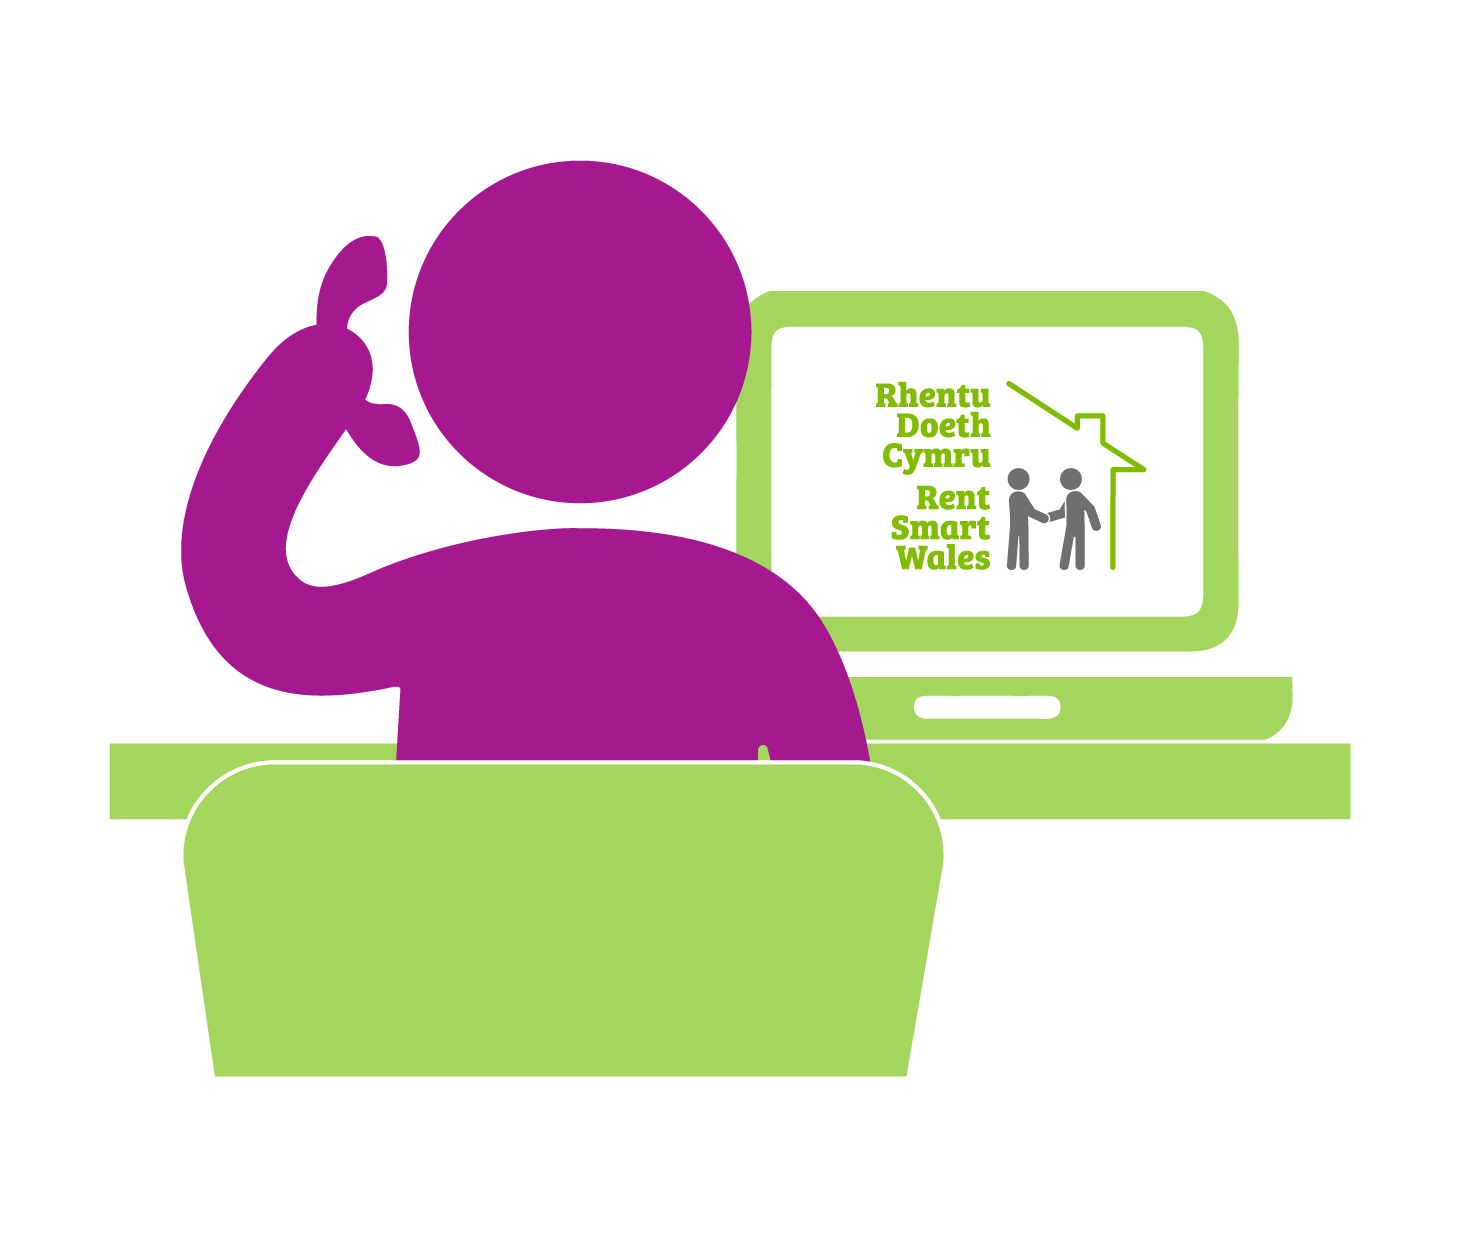 Rhentu
Doeth
Cymru
Rent
Smart
Wales